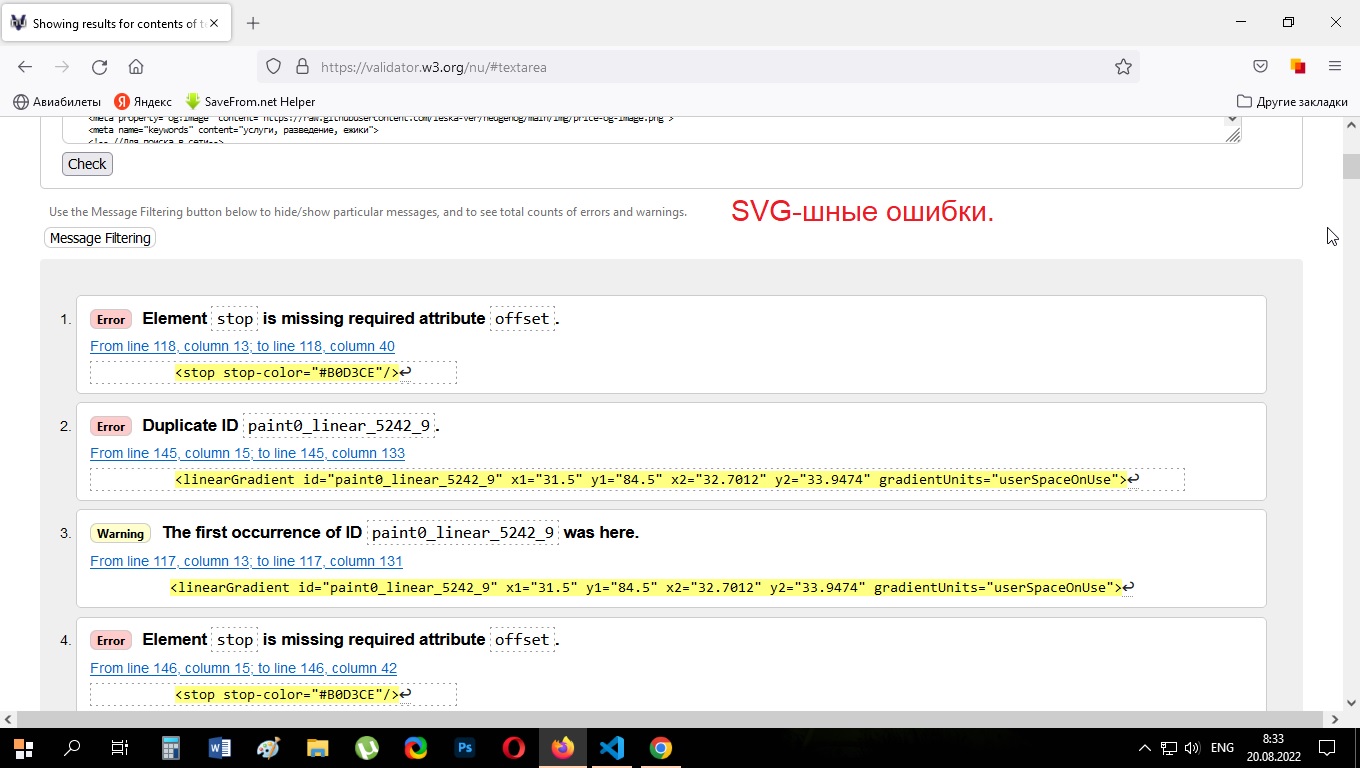 Showing results for contents of te
https://validator.w3.org/nu/#textarea
Авиабилеты
Яндекс
SaveFrom.net Helper
Другие закладки
<meta property="og:image" content="https://raw.githubusercontent.com/leska-ver/hedgehog/main/img/price-og-image.png">
<meta name="keywords" content="услуги, разведение, ежики">
<!-- //Для поиска в сети-->
Check
Use the Message Filtering button below to hide/show particular messages, and to see total counts of errors and warnings.
SVG-шные ошибки.
Message Filtering
1. Error Element stop is missing required attribute offset.
From line 118, column 13; to line 118, column 40
<stop stop-color="#B0D3CE"/>↩
2. Error Duplicate ID paint0_linear_5242_9.
From line 145, column 15; to line 145, column 133
<linearGradient id="paint0_linear_5242_9" x1="31.5" y1="84.5" x2="32.7012" y2="33.9474" gradientUnits="userSpaceOnUse">↩
3. Warning The first occurrence of ID paint0_linear_5242_9 was here.
From line 117, column 13; to line 117, column 131
<linearGradient id="paint0_linear_5242_9" x1="31.5" y1="84.5" x2="32.7012" y2="33.9474" gradientUnits="userSpaceOnUse">↩
4. Error Element stop is missing required attribute offset.
From line 146, column 15; to line 146, column 42
<stop stop-color="#B0D3CE"/>↩
W
Ps
ENG
8:33
20.08.2022